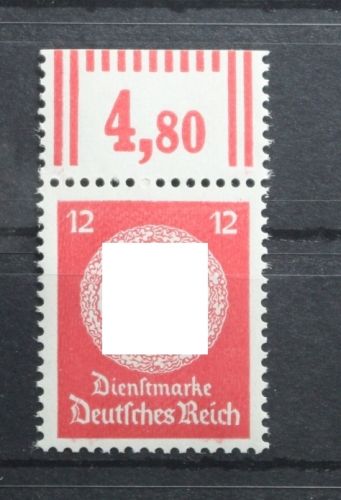 4,80
12 12
Dienſtmarke
Deutſches Reich